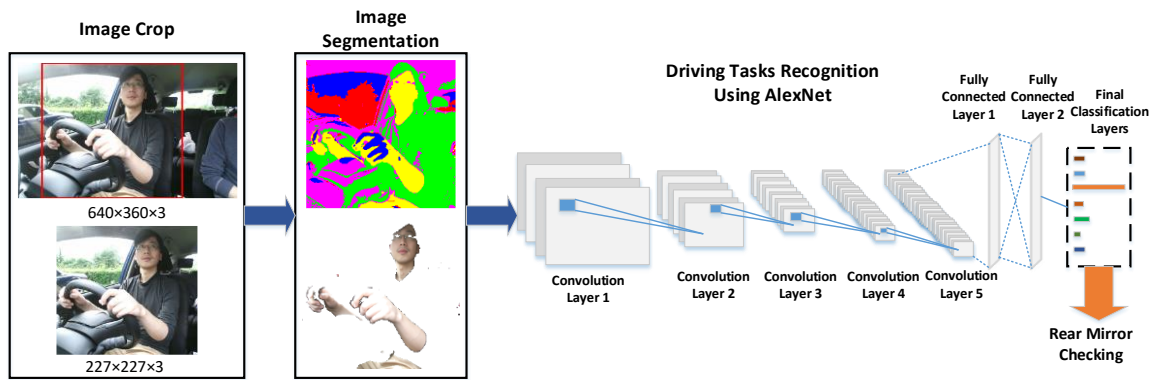 Image Crop
640×360×3
227×227×3
Image
Segmentation
Driving Tasks Recognition
Using AlexNet
Convolution
Layer 1
Convolution
Layer 2
Convolution
Layer 3
Convolution
Layer 4
Convolution
Layer 5
Fully
Connected
Layer 1
Fully
Connected
Layer 2
Final
Classification
Layers
Rear Mirror
Checking